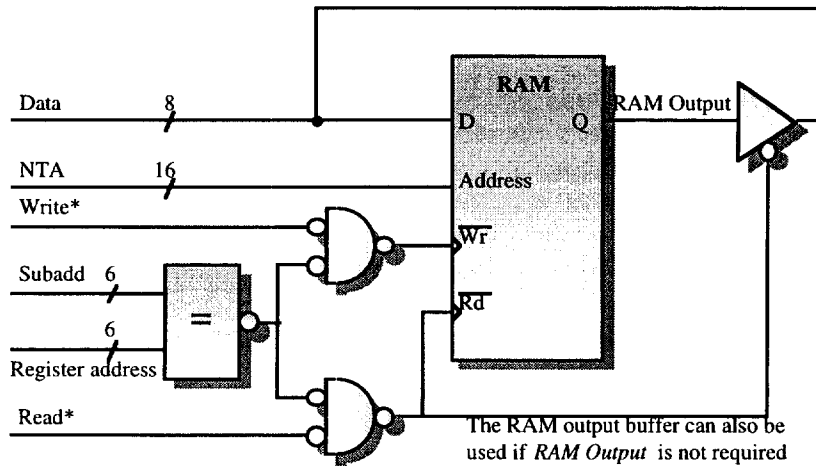 RAM
Data 8
D Q RAM Output
NTA 16
Address
Write*
Wr
Subadd 6
Rd
=
6
Register address
Read*
The RAM output buffer can also be
used if RAM Output is not required